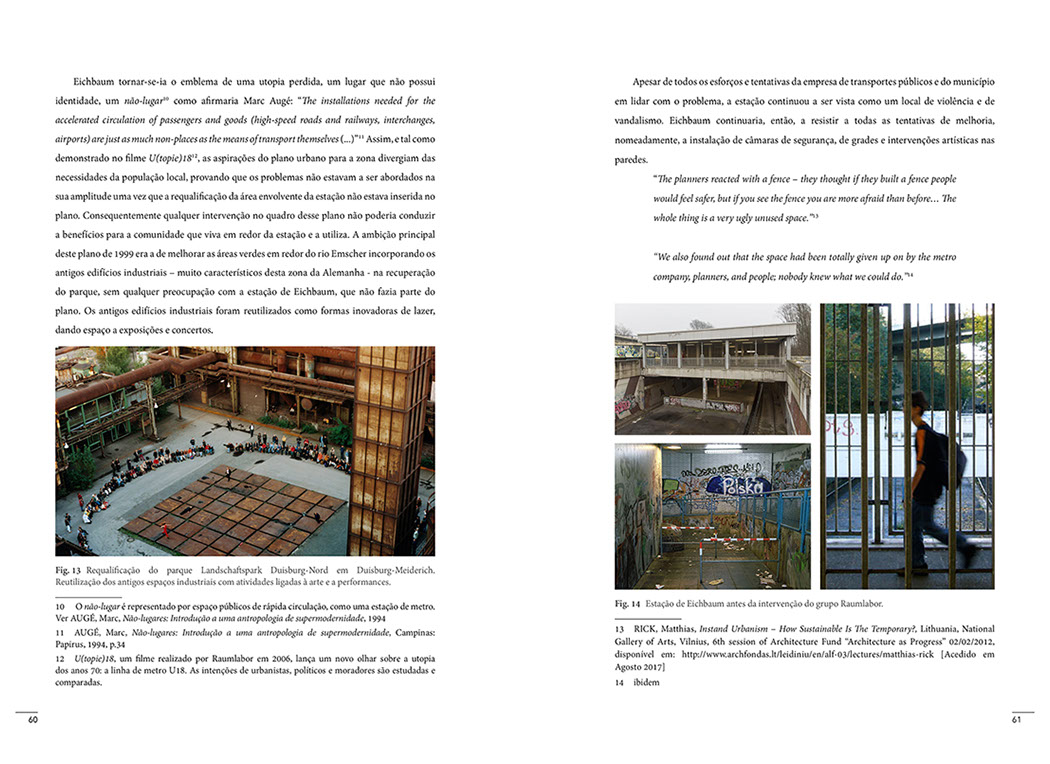 Eichbaum tornar-se-ia o emblema de uma utopia perdida, um lugar que não possui
identidade, um não-lugar¹⁰ como afirmaria Marc Augé: “The installations needed for the
accelerated circulation of passengers and goods (high-speed roads and railways, interchanges,
airports) are just as much non-places as the means of transport themselves (...)”¹¹ Assim, e tal como
demonstrado no filme U(topie)18¹², as aspirações do plano urbano para a zona divergiam das
necessidades da população local, provando que os problemas não estavam a ser abordados na
sua amplitude uma vez que a requalificação da área envolvente da estação não estava inserida no
plano. Consequentemente qualquer intervenção no quadro desse plano não poderia conduzir
a benefícios para a comunidade que viva em redor da estação e a utiliza. A ambição principal
deste plano de 1999 era a de melhorar as áreas verdes em redor do rio Emscher incorporando os
antigos edifícios industriais – muito característicos desta zona da Alemanha - na recuperação
do parque, sem qualquer preocupação com a estação de Eichbaum, que não fazia parte do
plano. Os antigos edifícios industriais foram reutilizados como formas inovadoras de lazer,
dando espaço a exposições e concertos.
Fig. 13 Requalificação do parque Landschaftspark Duisburg-Nord em Duisburg-Meiderich.
Reutilização dos antigos espaços industriais com atividades ligadas à arte e a performances.
10 O não-lugar é representado por espaço públicos de rápida circulação, como uma estação de metro.
Ver AUGÉ, Marc, Não-lugares: Introdução a uma antropologia de supermodernidade, 1994
11 AUGÉ, Marc, Não-lugares: Introdução a uma antropologia de supermodernidade, Campinas:
Papirus, 1994, p.34
12 U(topie)18, um filme realizado por Raumlabor em 2006, lança um novo olhar sobre a utopia
dos anos 70: a linha de metro U18. As intenções de urbanistas, políticos e moradores são estudadas e
comparadas.
60
Apesar de todos os esforços e tentativas da empresa de transportes públicos e do município
em lidar com o problema, a estação continuou a ser vista como um local de violência e de
vandalismo. Eichbaum continuaria, então, a resistir a todas as tentativas de melhoria,
nomeadamente, a instalação de câmaras de segurança, de grades e intervenções artísticas nas
paredes.
“The planners reacted with a fence – they thought if they built a fence people
would feel safer, but if you see the fence you are more afraid than before… The
whole thing is a very ugly unused space.”¹³
“We also found out that the space had been totally given up on by the metro
company, planners, and people; nobody knew what we could do.”¹⁴
Polska
Fig. 14 Estação de Eichbaum antes da intervenção do grupo Raumlabor.
13 RICK, Matthias, Instand Urbanism – How Sustainable Is The Temporary?, Lithuania, National
Gallery of Arts, Vilnius, 6th session of Architecture Fund “Architecture as Progress” 02/02/2012,
disponível em: http://www.archfondas.lt/leidiniu/en/alf-03/lectures/matthias-rick [Acedido em
Agosto 2017]
14 ibidem
61